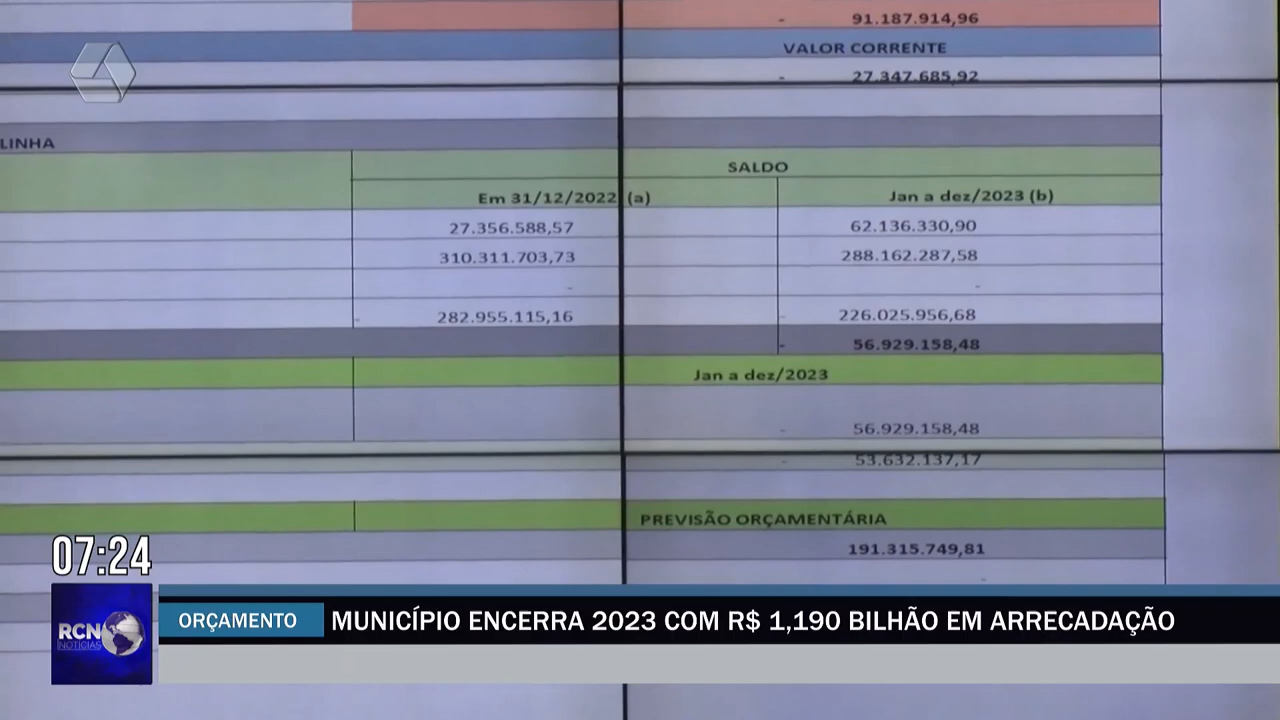 - 91.187.914,96
VALOR CORRENTE
- 27.347.685,92
LINHA
SALDO
Em 31/12/2022 (a) Jan a dez/2023 (b)
27.356.588,57 62.136.330,90
310.311.703,73 288.162.287,58
- -
- 282.955.115,16 - 226.025.956,68
- 56.929.158,48
Jan a dez/2023
- 56.929.158,48
- 53.632.137,17
PREVISÃO ORÇAMENTÁRIA
191.315.749,81
-
07:24
RCN
NOTÍCIAS
ORÇAMENTO MUNICÍPIO ENCERRA 2023 COM R$ 1,190 BILHÃO EM ARRECADAÇÃO